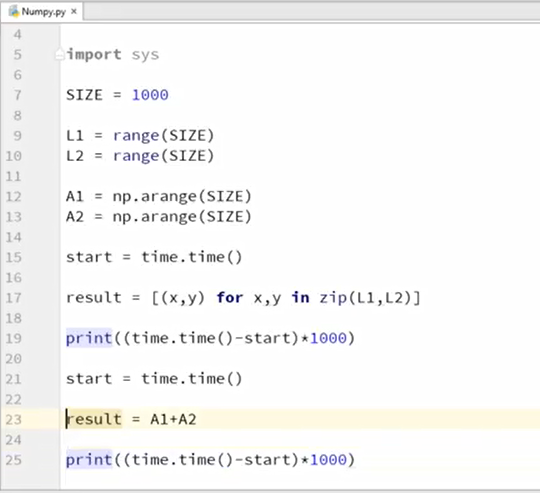 Numpy.py ×
4
5 import sys
6
7 SIZE = 1000
8
9 L1 = range(SIZE)
10 L2 = range(SIZE)
11
12 A1 = np.arange(SIZE)
13 A2 = np.arange(SIZE)
14
15 start = time.time()
16
17 result = [(x,y) for x,y in zip(L1,L2)]
18
19 print((time.time()-start)*1000)
20
21 start = time.time()
22
23 result = A1+A2
24
25 print((time.time()-start)*1000)